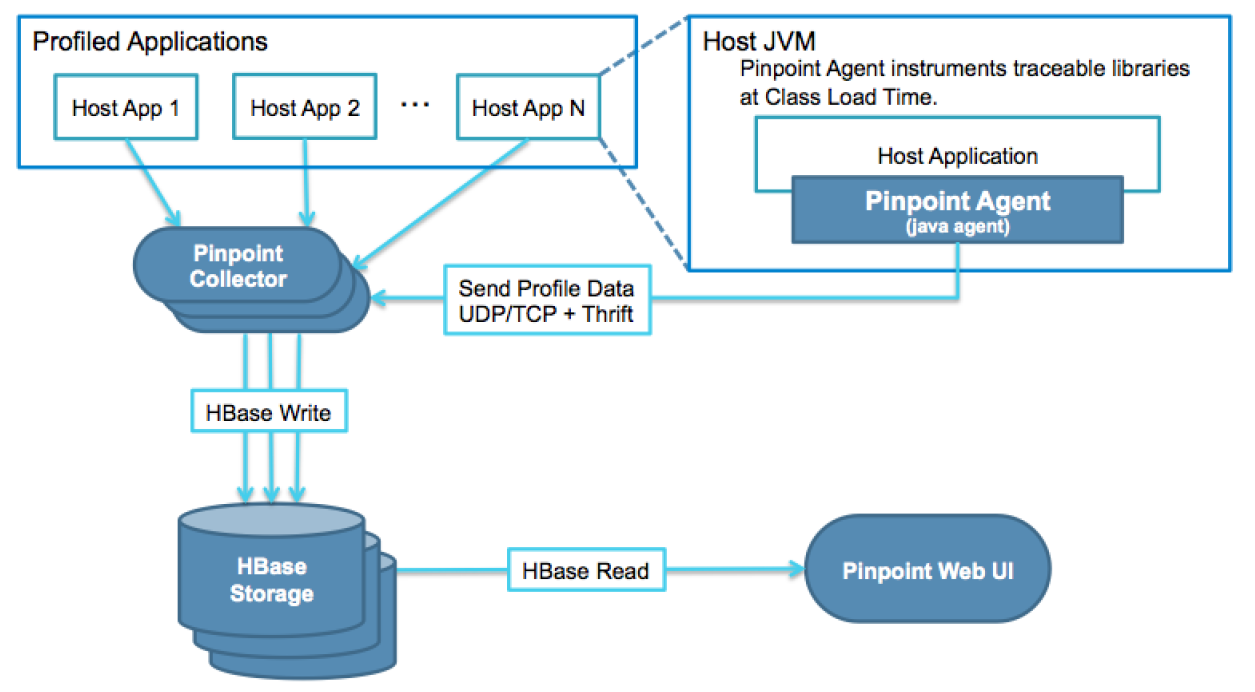 Profiled Applications
Host App 1
Host App 2
...
Host App N
Host JVM
Pinpoint Agent instruments traceable libraries
at Class Load Time.
Host Application
Pinpoint Agent
(java agent)
Pinpoint
Collector
Send Profile Data
UDP/TCP + Thrift
HBase Write
HBase
Storage
HBase Read
Pinpoint Web UI